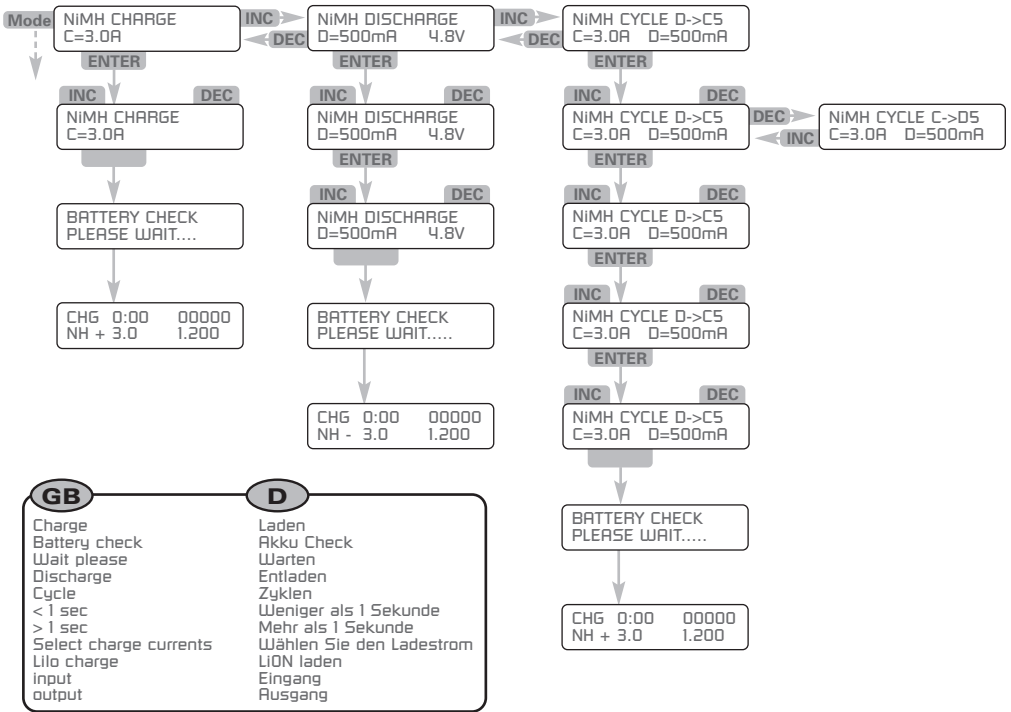 Mode
NiMH CHARGE
C=3.0A
INC
DEC
NiMH DISCHARGE
D=500mA 4.8V
INC
DEC
NiMH CYCLE D->C5
C=3.0A D=500mA
ENTER
ENTER
ENTER
INC DEC
NiMH CHARGE
C=3.0A
INC DEC
NiMH DISCHARGE
D=500mA 4.8V
ENTER
INC DEC
NiMH CYCLE D->C5
C=3.0A D=500mA
ENTER
DEC
INC
NiMH CYCLE C->D5
C=3.0A D=500mA
BATTERY CHECK
PLEASE WAIT....
INC DEC
NiMH DISCHARGE
D=500mA 4.8V
INC DEC
NiMH CYCLE D->C5
C=3.0A D=500mA
ENTER
CHG 0:00 00000
NH + 3.0 1.200
BATTERY CHECK
PLEASE WAIT.....
INC DEC
NiMH CYCLE D->C5
C=3.0A D=500mA
ENTER
CHG 0:00 00000
NH - 3.0 1.200
INC DEC
NiMH CYCLE D->C5
C=3.0A D=500mA
BATTERY CHECK
PLEASE WAIT.....
CHG 0:00 00000
NH + 3.0 1.200
GB D
Charge Laden
Battery check Akku Check
Wait please Warten
Discharge Entladen
Cycle Zyklen
< 1 sec Weniger als 1 Sekunde
> 1 sec Mehr als 1 Sekunde
Select charge currents Wählen Sie den Ladestrom
LiIo charge LiON laden
input Eingang
output Ausgang